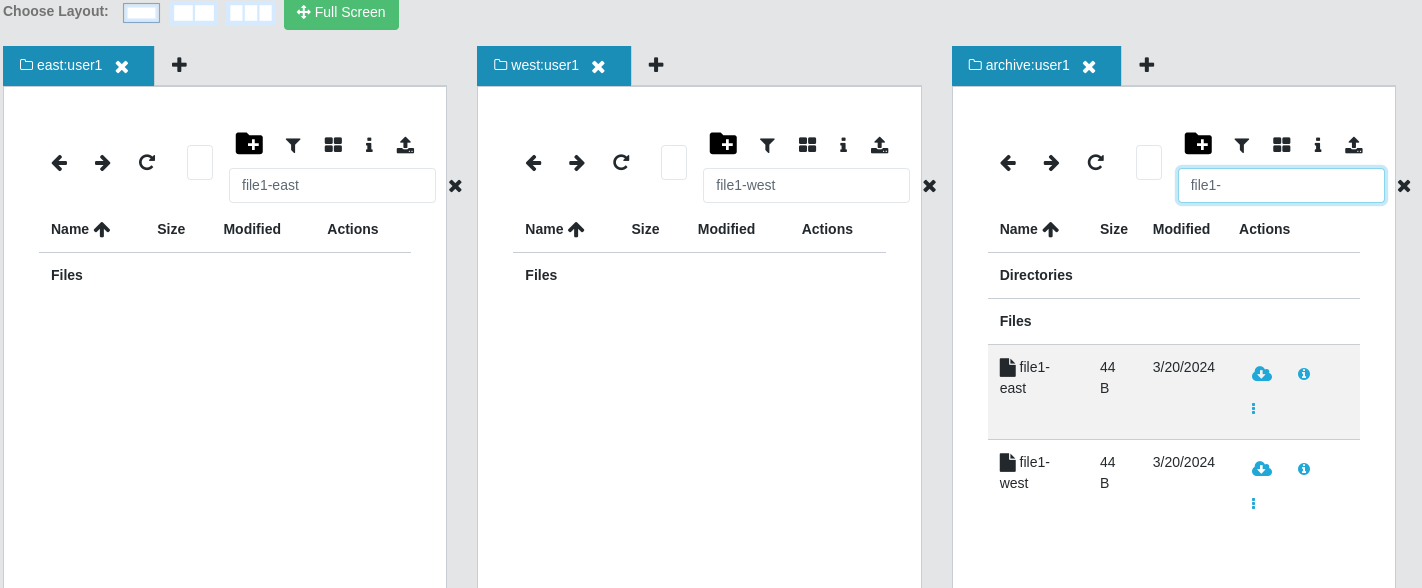 Choose Layout:
Full Screen
east:user1
file1-east
Name Size Modified Actions
Files
west:user1
file1-west
Name Size Modified Actions
Files
archive:user1
file1-
Name Size Modified Actions
Directories
Files
file1- 44 3/20/2024
east B
file1- 44 3/20/2024
west B